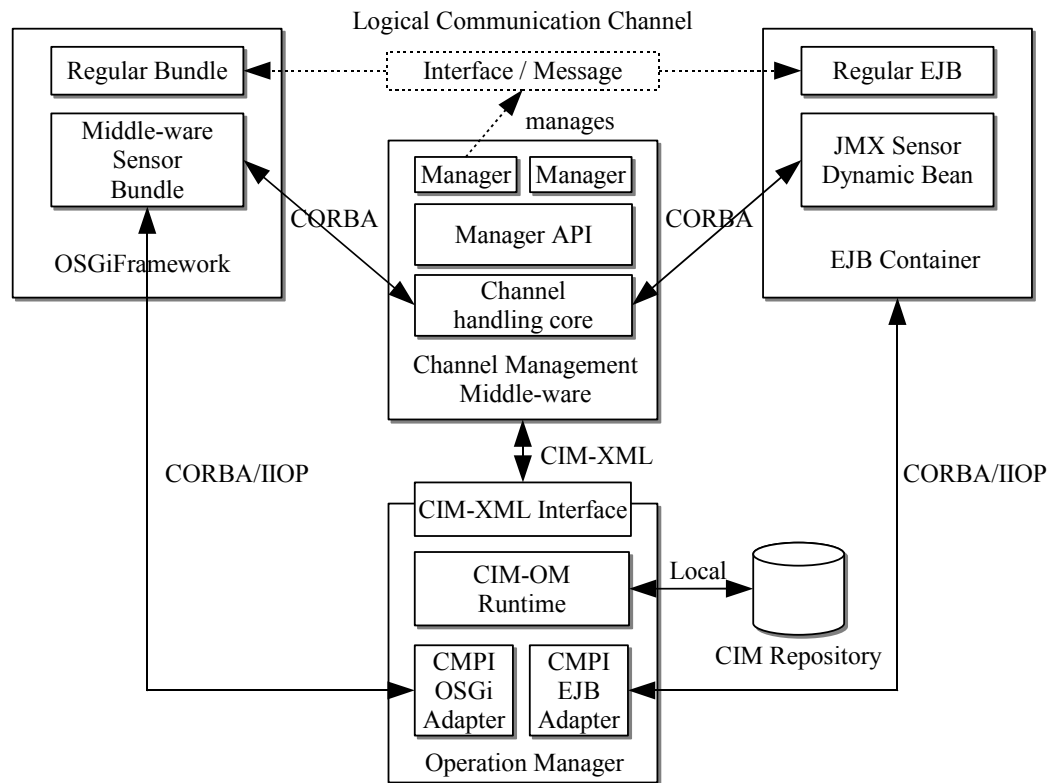 Logical Communication Channel
Regular Bundle
Interface / Message
Regular EJB
manages
Middle-ware
Sensor
Bundle
JMX Sensor
Dynamic Bean
Manager
Manager
CORBA
CORBA
Manager API
OSGiFramework
EJB Container
Channel
handling core
Channel Management
Middle-ware
CIM-XML
CORBA/IIOP
CORBA/IIOP
CIM-XML Interface
CIM-OM
Runtime
Local
CIM Repository
CMPI
OSGi
Adapter
CMPI
EJB
Adapter
Operation Manager